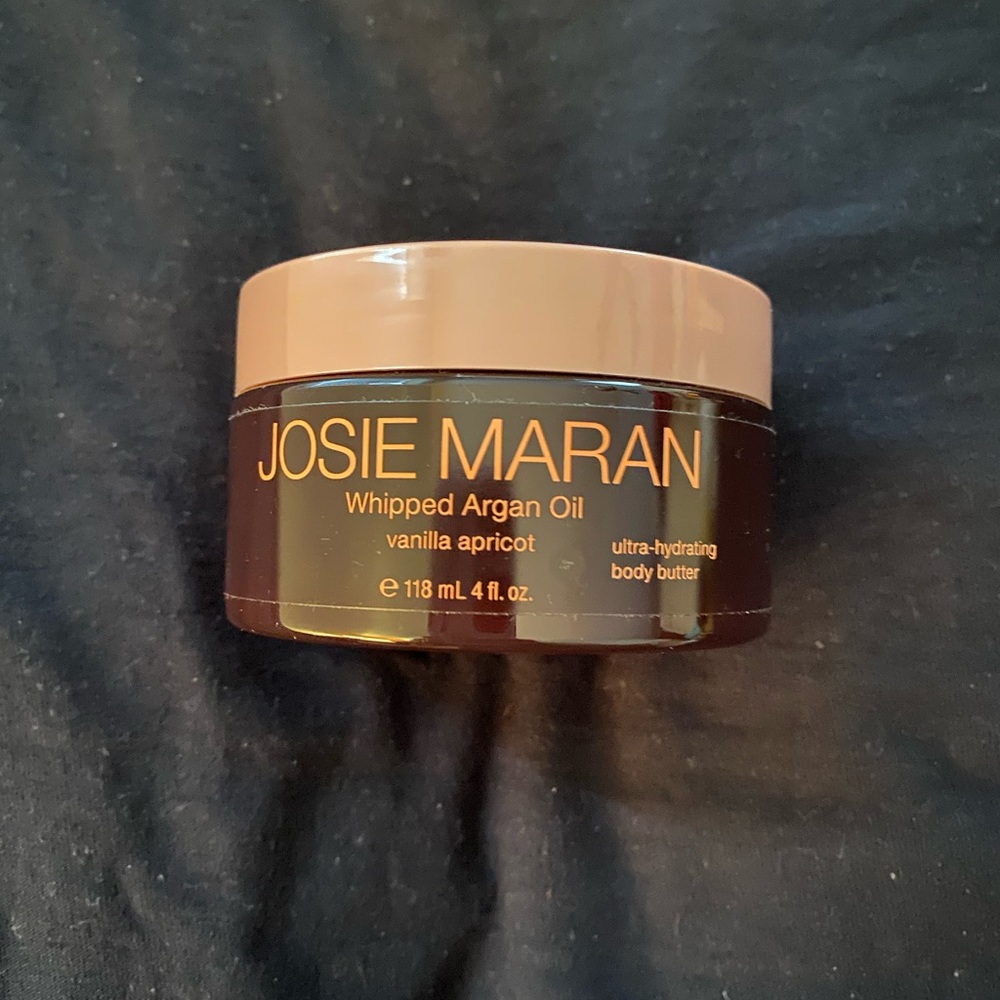 JOSIE MARAN
Whipped Argan Oil
vanilla apricot
ultra-hydrating
body butter
℮ 118 mL 4 fl. oz.